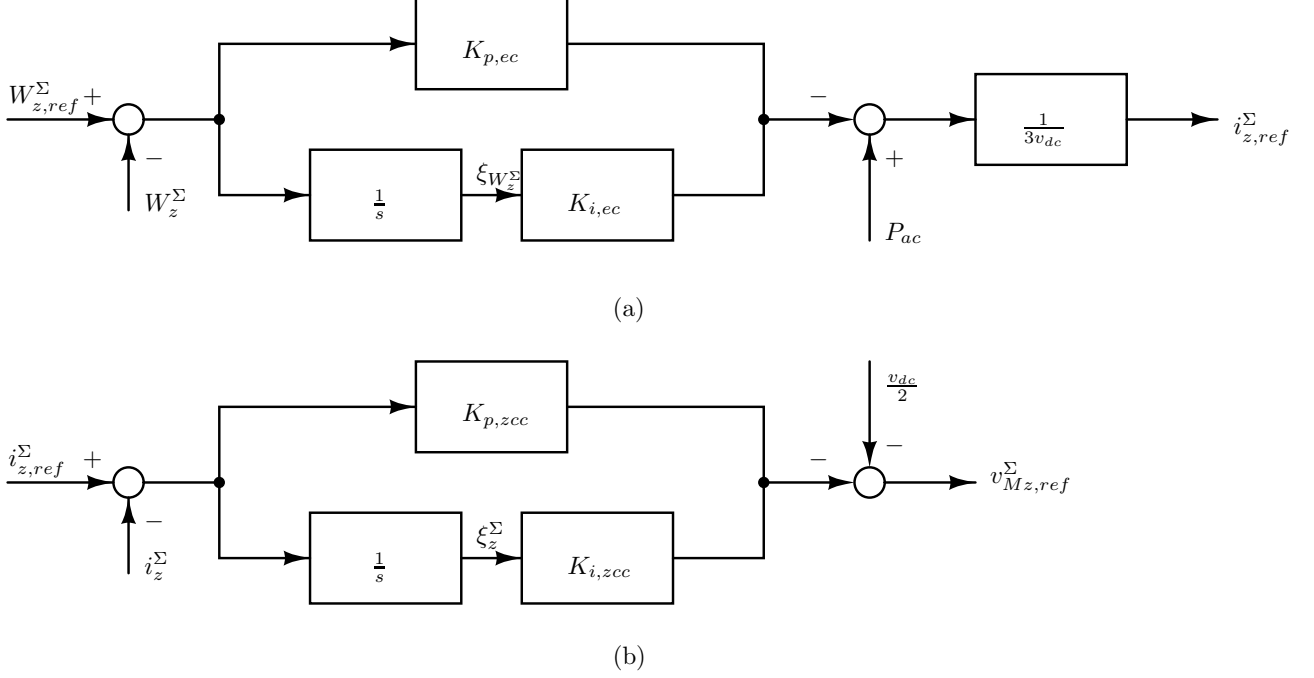 K_{p,ec}
W^Σ_{z,ref} +
−
+
−
W^Σ_z
1/s
ξ_{W^Σ_z}
K_{i,ec}
P_{ac}
1/(3v_{dc})
i^Σ_{z,ref}
(a)
K_{p,zcc}
v_{dc}/2
i^Σ_{z,ref} +
−
−
v^Σ_{Mz,ref}
−
i^Σ_z
1/s
ξ^Σ_z
K_{i,zcc}
(b)